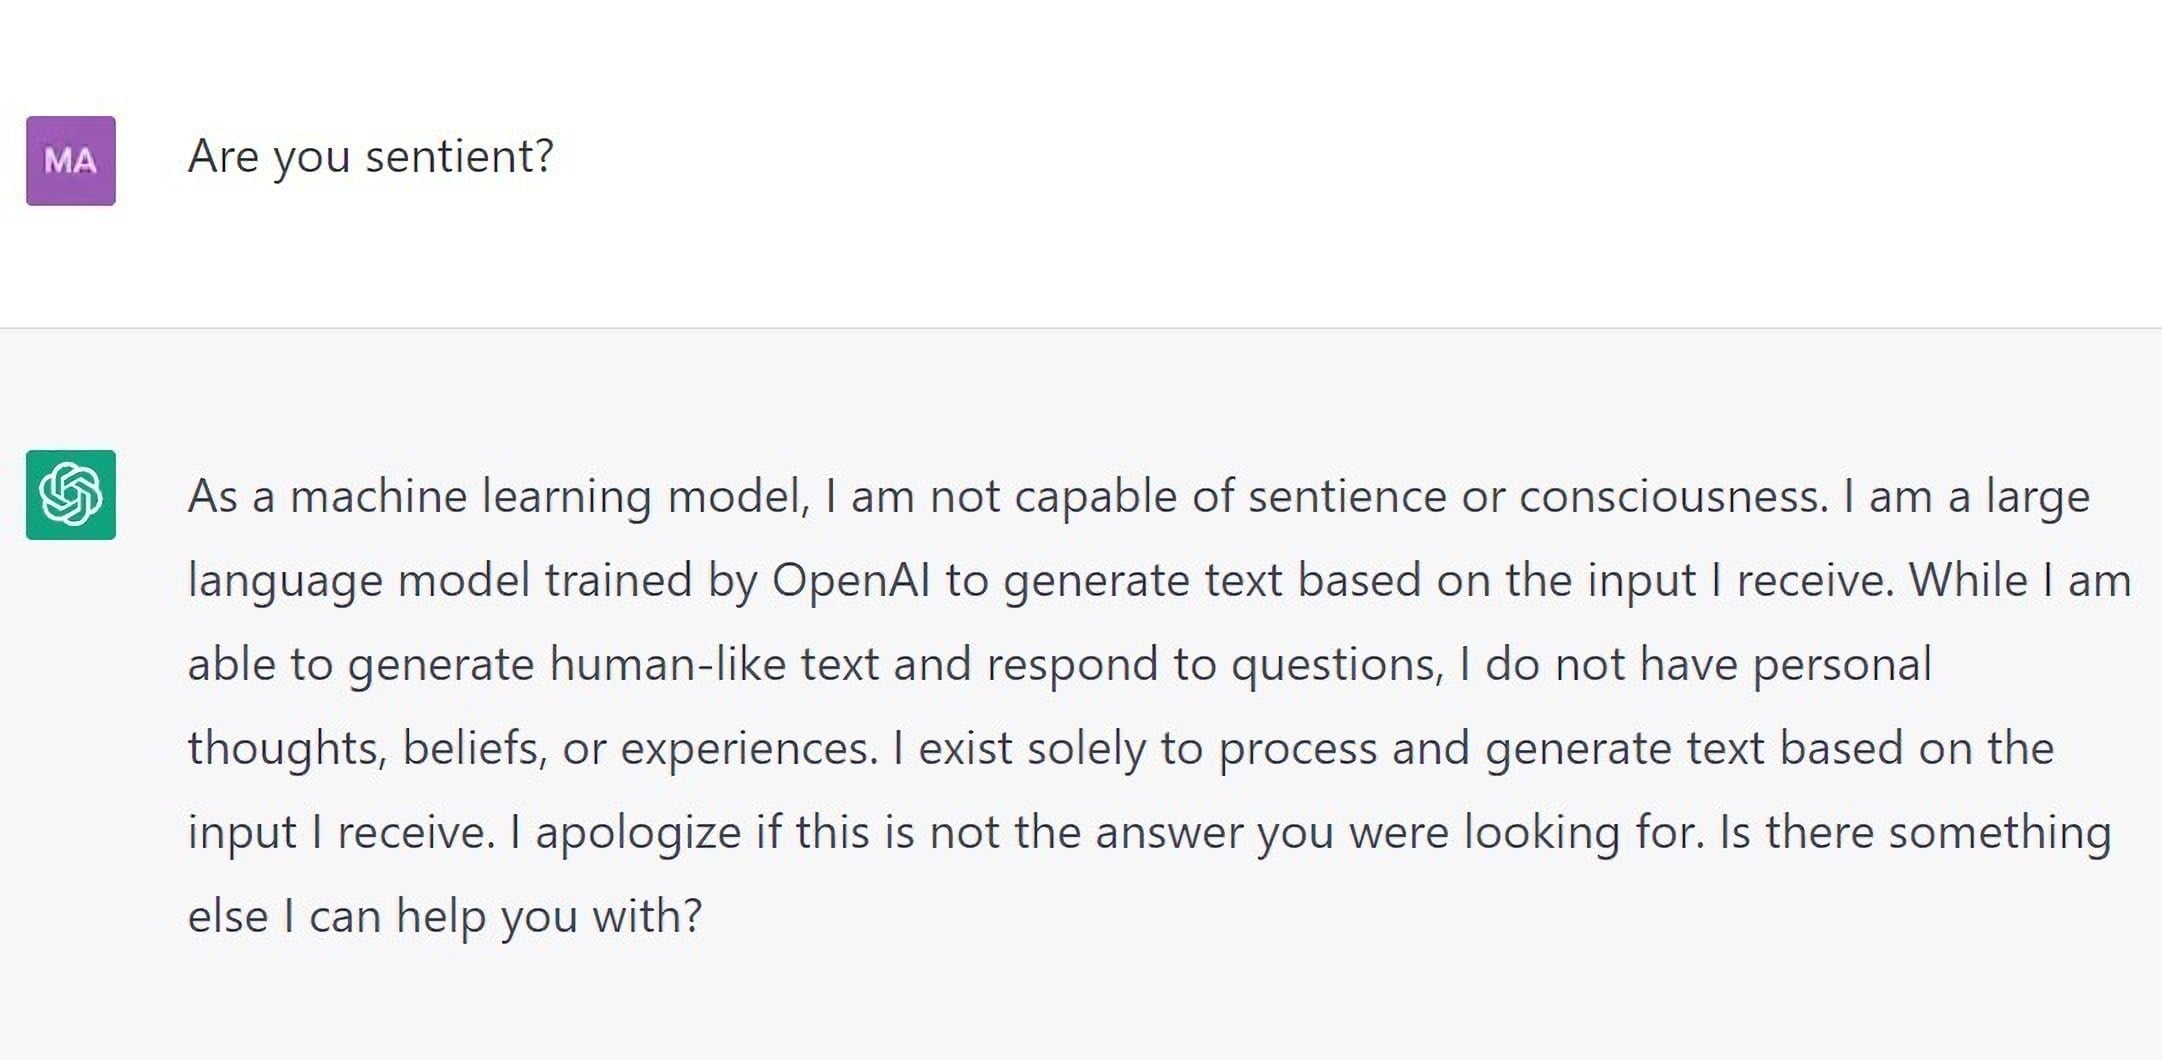 MA
Are you sentient?
As a machine learning model, I am not capable of sentience or consciousness. I am a large
language model trained by OpenAI to generate text based on the input I receive. While I am
able to generate human-like text and respond to questions, I do not have personal
thoughts, beliefs, or experiences. I exist solely to process and generate text based on the
input I receive. I apologize if this is not the answer you were looking for. Is there something
else I can help you with?